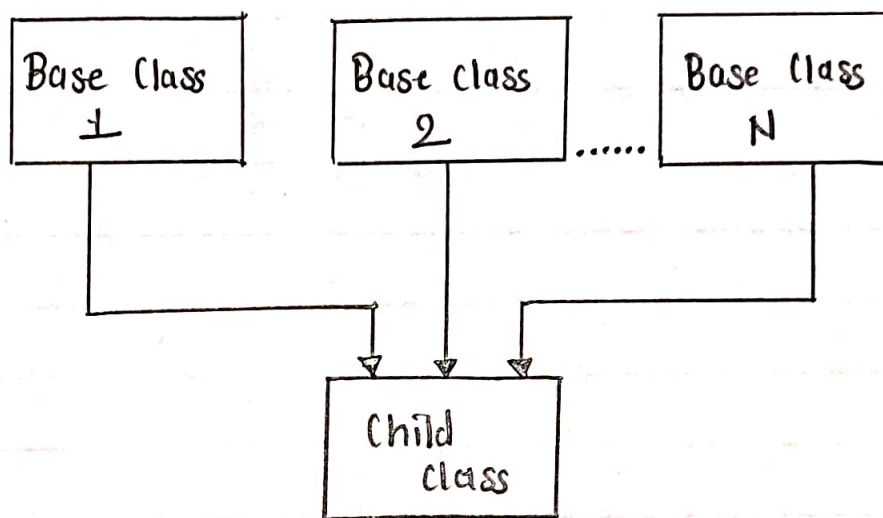 Base Class
1
Base class
2
......
Base Class
N
Child
class